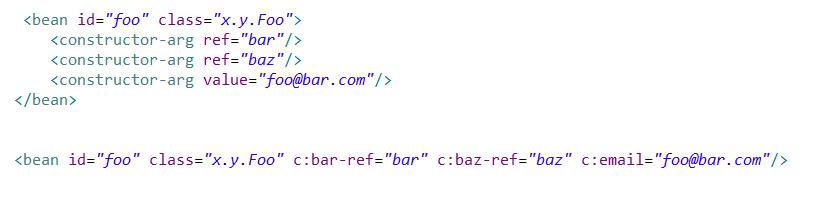 <bean id="foo" class="x.y.Foo">
<constructor-arg ref="bar"/>
<constructor-arg ref="baz"/>
<constructor-arg value="foo@bar.com"/>
</bean>
<bean id="foo" class="x.y.Foo" c:bar-ref="bar" c:baz-ref="baz" c:email="foo@bar.com"/>